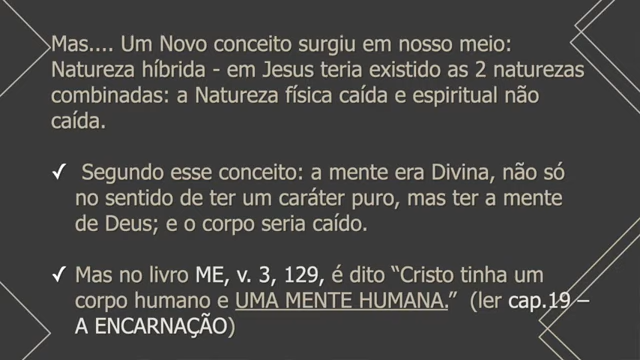 Mas.... Um Novo conceito surgiu em nosso meio:
Natureza híbrida - em Jesus teria existido as 2 naturezas
combinadas: a Natureza física caída e espiritual não
caída.
✓ Segundo esse conceito: a mente era Divina, não só
no sentido de ter um caráter puro, mas ter a mente
de Deus; e o corpo seria caído.
✓ Mas no livro ME, v. 3, 129, é dito “Cristo tinha um
corpo humano e UMA MENTE HUMANA.” (ler cap.19 –
A ENCARNAÇÃO)